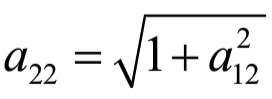 a₂₂ = √(1 + a₁₂²)